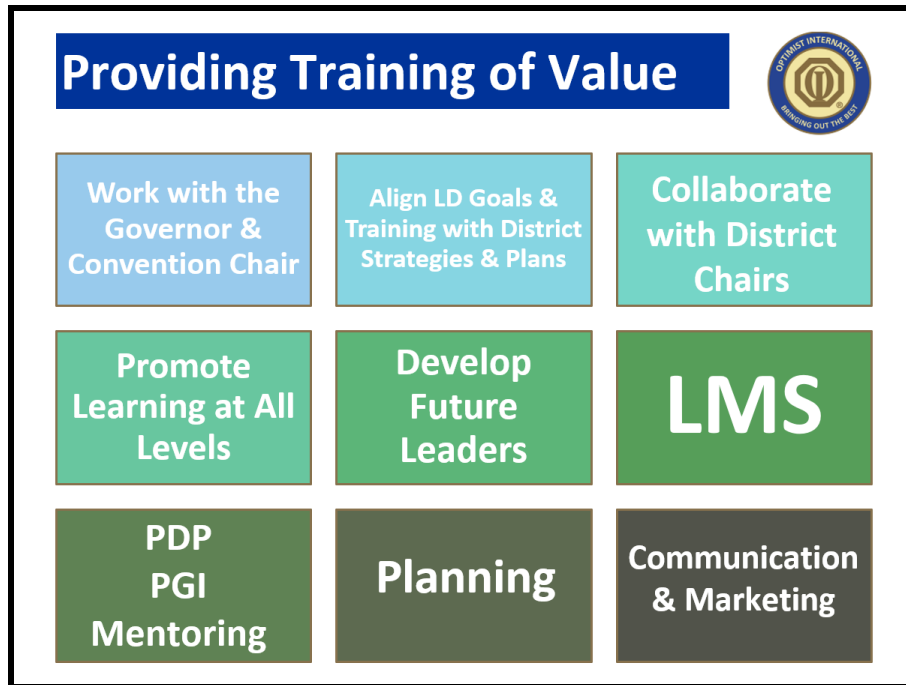 Providing Training of Value
OPTIMIST INTERNATIONAL
BRINGING OUT THE BEST
Work with the
Governor &
Convention Chair
Align LD Goals &
Training with District
Strategies & Plans
Collaborate
with District
Chairs
Promote
Learning at All
Levels
Develop
Future
Leaders
LMS
PDP
PGI
Mentoring
Planning
Communication
& Marketing